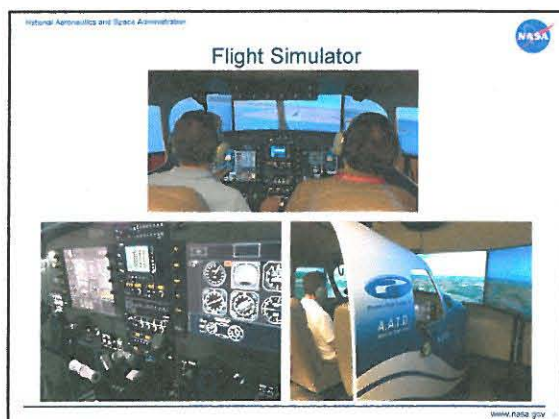 National Aeronautics and Space Administration
NASA
Flight Simulator
A.A.T.D.
www.nasa.gov